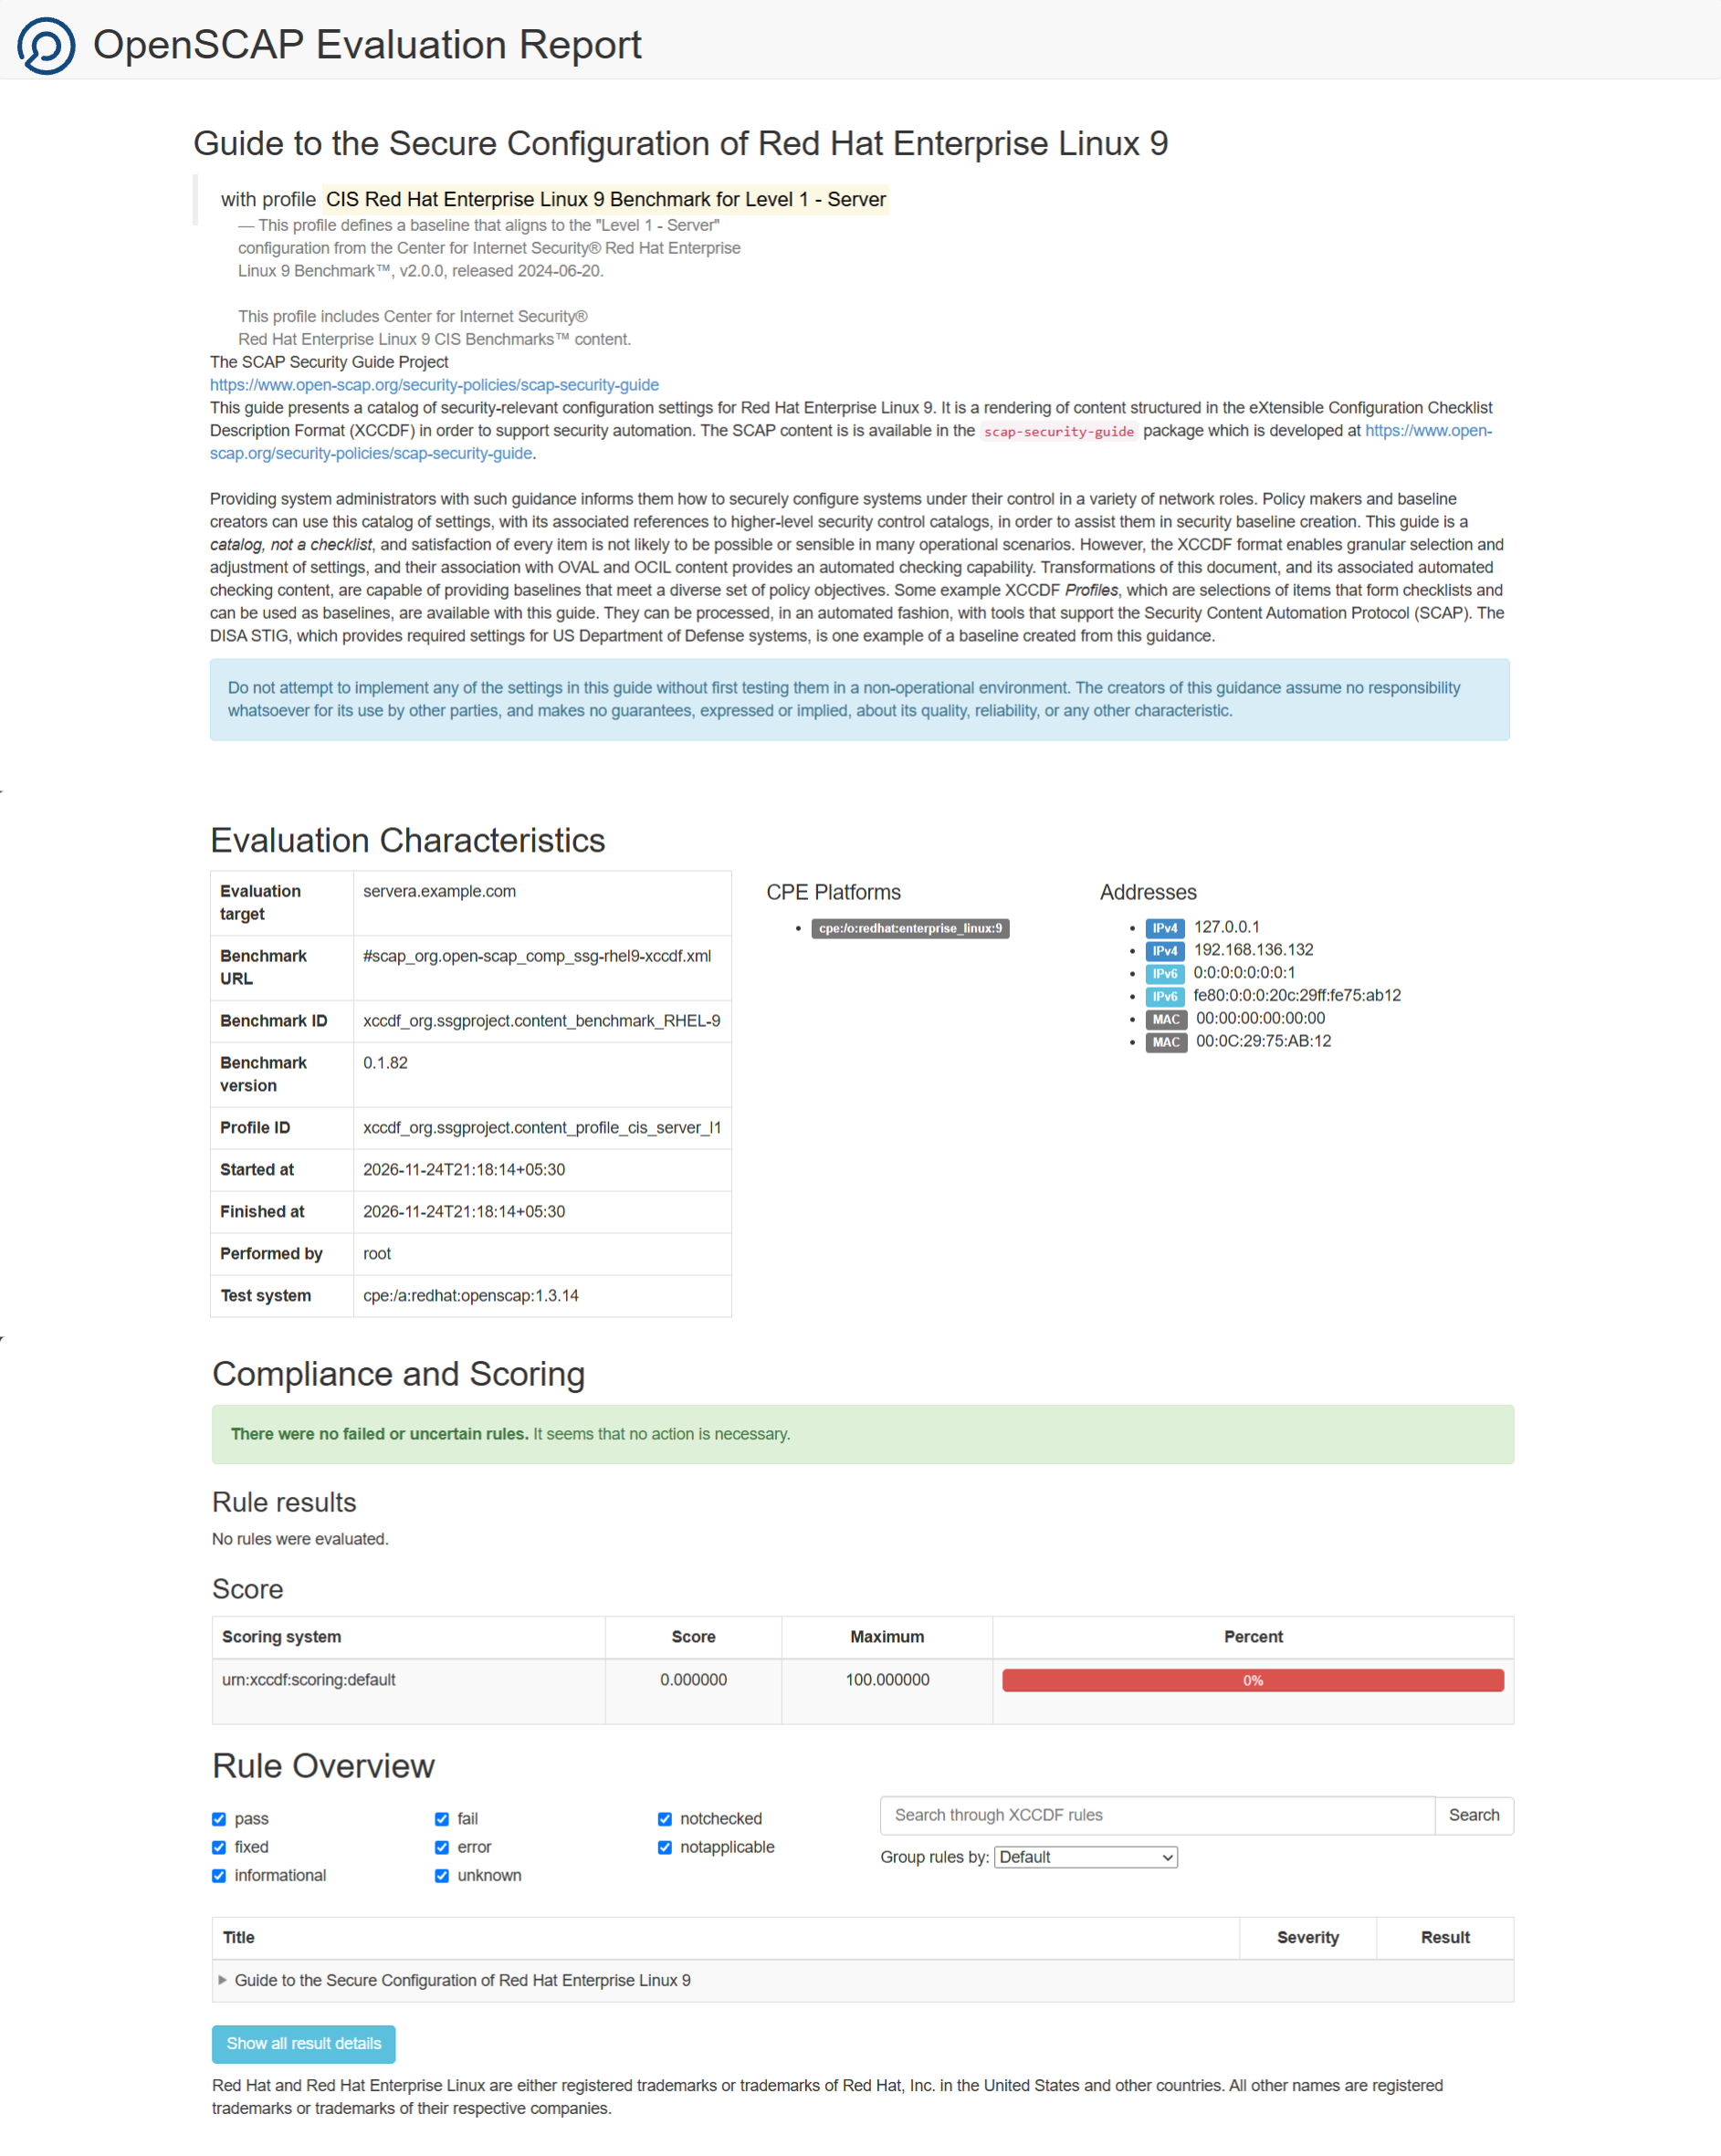 OpenSCAP Evaluation Report
Guide to the Secure Configuration of Red Hat Enterprise Linux 9
with profile CIS Red Hat Enterprise Linux 9 Benchmark for Level 1 - Server
— This profile defines a baseline that aligns to the "Level 1 - Server"
configuration from the Center for Internet Security® Red Hat Enterprise
Linux 9 Benchmark™, v2.0.0, released 2024-06-20.
This profile includes Center for Internet Security®
Red Hat Enterprise Linux 9 CIS Benchmarks™ content.
The SCAP Security Guide Project
https://www.open-scap.org/security-policies/scap-security-guide
This guide presents a catalog of security-relevant configuration settings for Red Hat Enterprise Linux 9. It is a rendering of content structured in the eXtensible Configuration Checklist
Description Format (XCCDF) in order to support security automation. The SCAP content is is available in the scap-security-guide package which is developed at https://www.open-
scap.org/security-policies/scap-security-guide.
Providing system administrators with such guidance informs them how to securely configure systems under their control in a variety of network roles. Policy makers and baseline
creators can use this catalog of settings, with its associated references to higher-level security control catalogs, in order to assist them in security baseline creation. This guide is a
catalog, not a checklist, and satisfaction of every item is not likely to be possible or sensible in many operational scenarios. However, the XCCDF format enables granular selection and
adjustment of settings, and their association with OVAL and OCIL content provides an automated checking capability. Transformations of this document, and its associated automated
checking content, are capable of providing baselines that meet a diverse set of policy objectives. Some example XCCDF Profiles, which are selections of items that form checklists and
can be used as baselines, are available with this guide. They can be processed, in an automated fashion, with tools that support the Security Content Automation Protocol (SCAP). The
DISA STIG, which provides required settings for US Department of Defense systems, is one example of a baseline created from this guidance.
Do not attempt to implement any of the settings in this guide without first testing them in a non-operational environment. The creators of this guidance assume no responsibility
whatsoever for its use by other parties, and makes no guarantees, expressed or implied, about its quality, reliability, or any other characteristic.
Evaluation Characteristics
Evaluation target servera.example.com
Benchmark URL #scap_org.open-scap_comp_ssg-rhel9-xccdf.xml
Benchmark ID xccdf_org.ssgproject.content_benchmark_RHEL-9
Benchmark version 0.1.82
Profile ID xccdf_org.ssgproject.content_profile_cis_server_l1
Started at 2026-11-24T21:18:14+05:30
Finished at 2026-11-24T21:18:14+05:30
Performed by root
Test system cpe:/a:redhat:openscap:1.3.14
CPE Platforms
cpe:/o:redhat:enterprise_linux:9
Addresses
IPv4 127.0.0.1
IPv4 192.168.136.132
IPv6 0:0:0:0:0:0:0:1
IPv6 fe80:0:0:0:20c:29ff:fe75:ab12
MAC 00:00:00:00:00:00
MAC 00:0C:29:75:AB:12
Compliance and Scoring
There were no failed or uncertain rules. It seems that no action is necessary.
Rule results
No rules were evaluated.
Score
Scoring system Score Maximum Percent
urn:xccdf:scoring:default 0.000000 100.000000 0%
Rule Overview
pass fail notchecked
fixed error notapplicable
informational unknown
Search through XCCDF rules Search
Group rules by: Default
Title Severity Result
Guide to the Secure Configuration of Red Hat Enterprise Linux 9
Show all result details
Red Hat and Red Hat Enterprise Linux are either registered trademarks or trademarks of Red Hat, Inc. in the United States and other countries. All other names are registered
trademarks or trademarks of their respective companies.